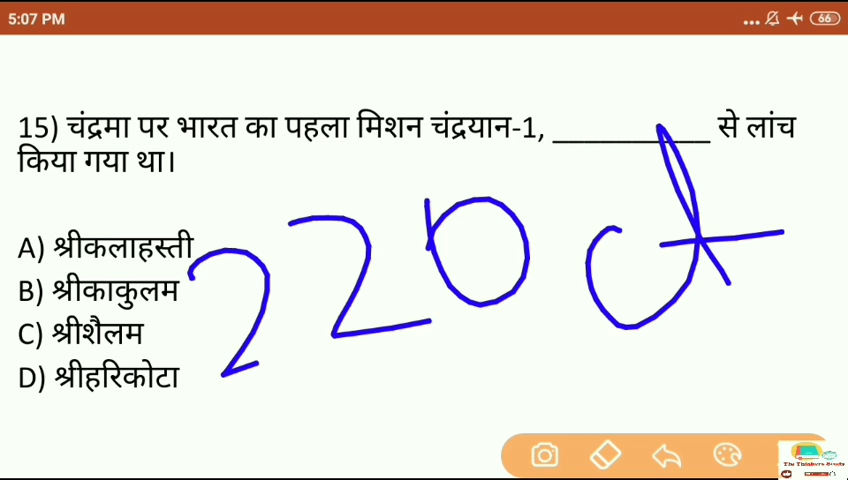 5:07 PM
66
15) चंद्रमा पर भारत का पहला मिशन चंद्रयान-1, __________ से लांच
किया गया था।
A) श्रीकलाहस्ती
B) श्रीकाकुलम
C) श्रीशैलम
D) श्रीहरिकोटा
220ct